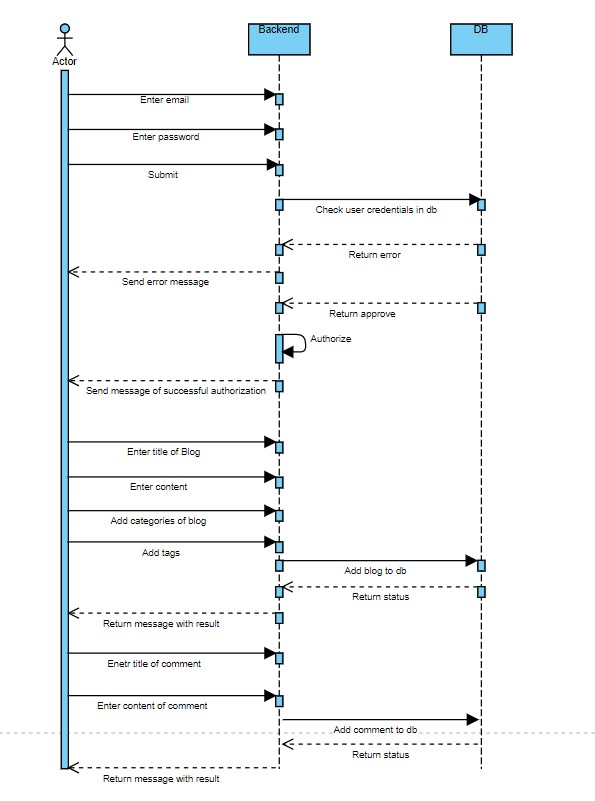 Backend
DB
Actor
Enter email
Enter password
Submit
Check user credentials in db
Return error
Send error message
Return approve
Authorize
Send message of successful authorization
Enter title of Blog
Enter content
Add categories of blog
Add tags
Add blog to db
Return status
Return message with result
Enetr title of comment
Enter content of comment
Add comment to db
Return status
Return message with result